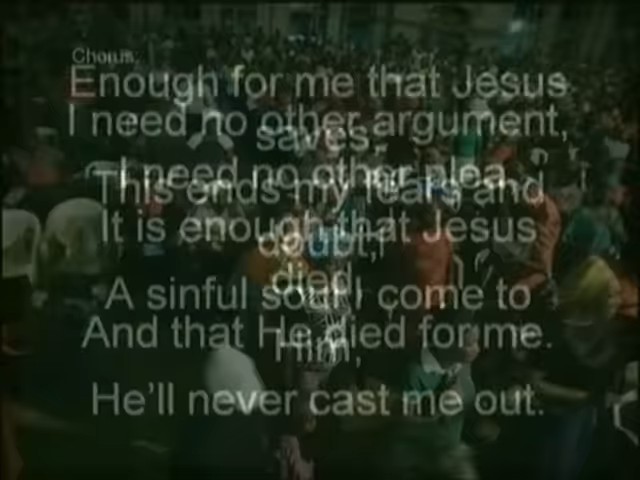 Chorus:
Enough for me that Jesus
I need no other argument,
saves,
I need no other plea.
This ends my fear and
It is enough that Jesus
doubt;
died
A sinful soul I come to
And that He died for me.
Him,
He'll never cast me out.